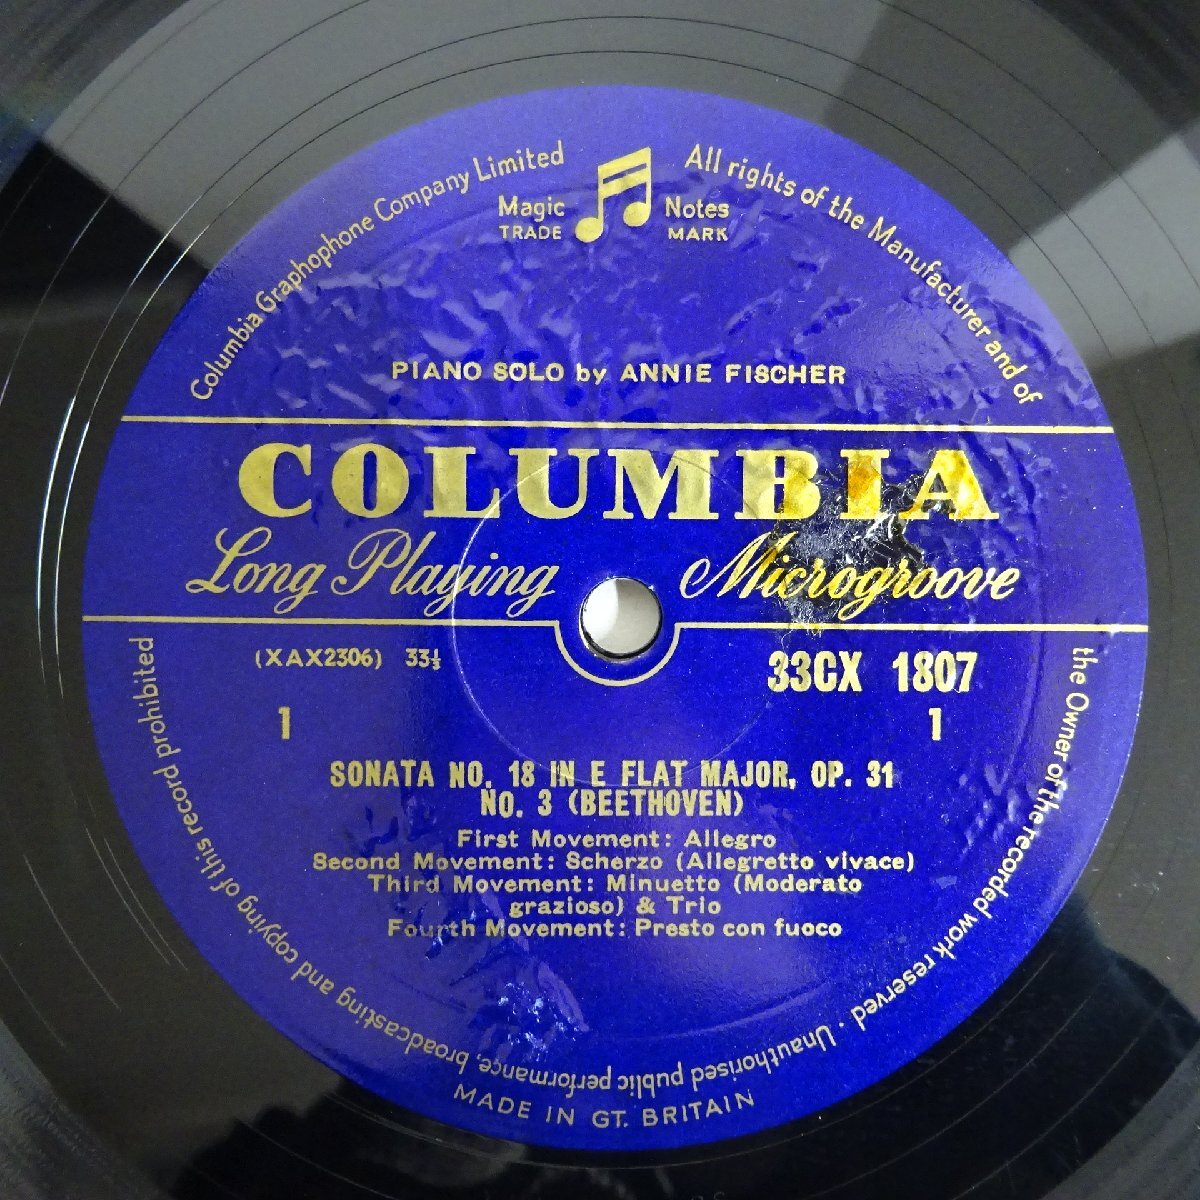 Columbia Graphophone Company Limited
All rights of the Manufacturer and of the Owner of the recorded work reserved · Unauthorised public performance, broadcasting and copying of this record prohibited
Magic Notes
TRADE MARK
PIANO SOLO by ANNIE FISCHER
COLUMBIA
Long Playing Microgroove
(XAX2306) 33⅓
33CX 1807
1 1
SONATA NO. 18 IN E FLAT MAJOR, OP. 31
NO. 3 (BEETHOVEN)
First Movement: Allegro
Second Movement: Scherzo (Allegretto vivace)
Third Movement: Minuetto (Moderato
grazioso) & Trio
Fourth Movement: Presto con fuoco
MADE IN GT. BRITAIN